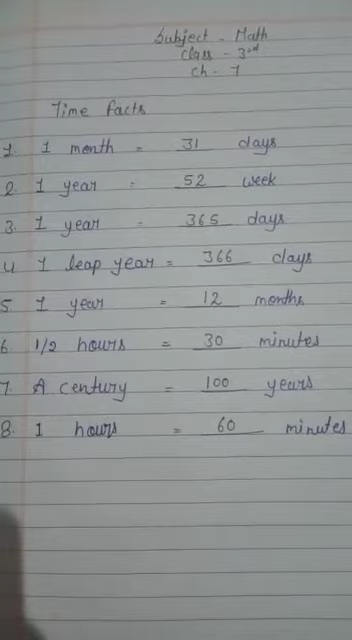 Subject - Math
Class - 3rd
Ch - 7
Time facts
1. 1 month = 31 days
2. 1 year = 52 week
3. 1 year = 365 days
4. 1 leap year = 366 days
5. 1 year = 12 months
6. 1/2 hours = 30 minutes
7. A century = 100 years
8. 1 hours = 60 minutes